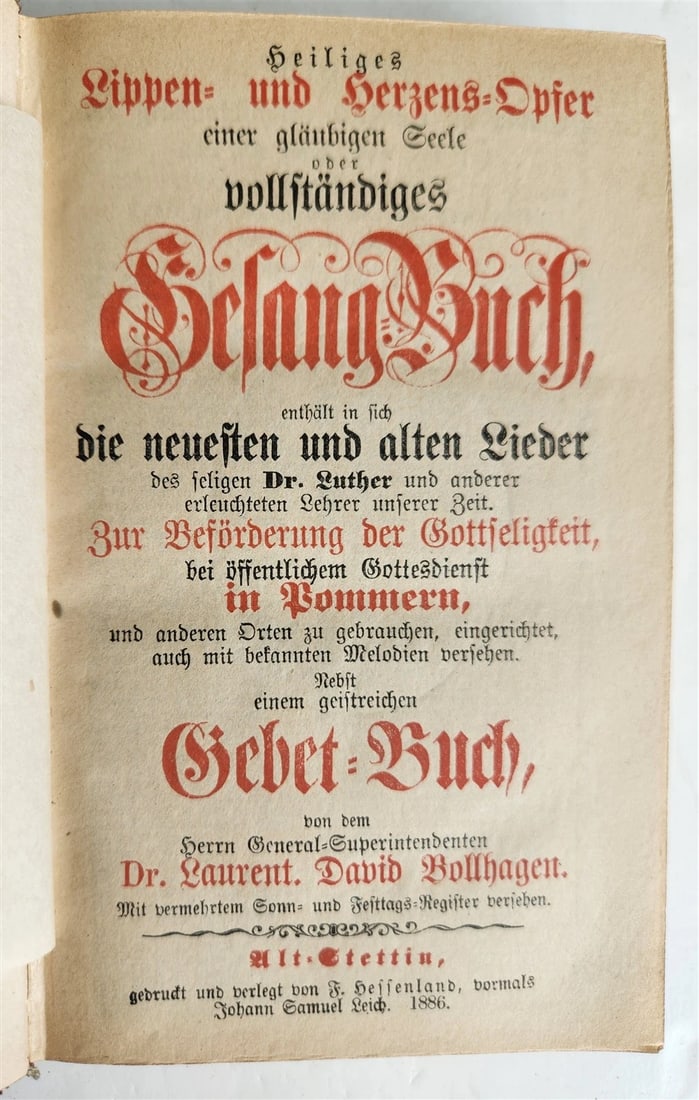 Heiliges
Lippen- und Herzens-Opfer
einer gläubigen Seele
oder
vollständiges
Gesang-Buch,
enthält in sich
die neuesten und alten Lieder
des seligen Dr. Luther und anderer
erleuchteten Lehrer unserer Zeit.
Zur Beförderung der Gottseligkeit,
bei öffentlichem Gottesdienst
in Pommern,
und anderen Orten zu gebrauchen, eingerichtet,
auch mit bekannten Melodien versehen.
Nebst
einem geistreichen
Gebet-Buch,
von dem
Herrn General-Superintendenten
Dr. Laurent. David Bollhagen.
Mit vermehrtem Sonn- und Festtags-Register versehen.
Alt-Stettin,
gedruckt und verlegt von F. Hessenland, vormals
Johann Samuel Leich. 1886.